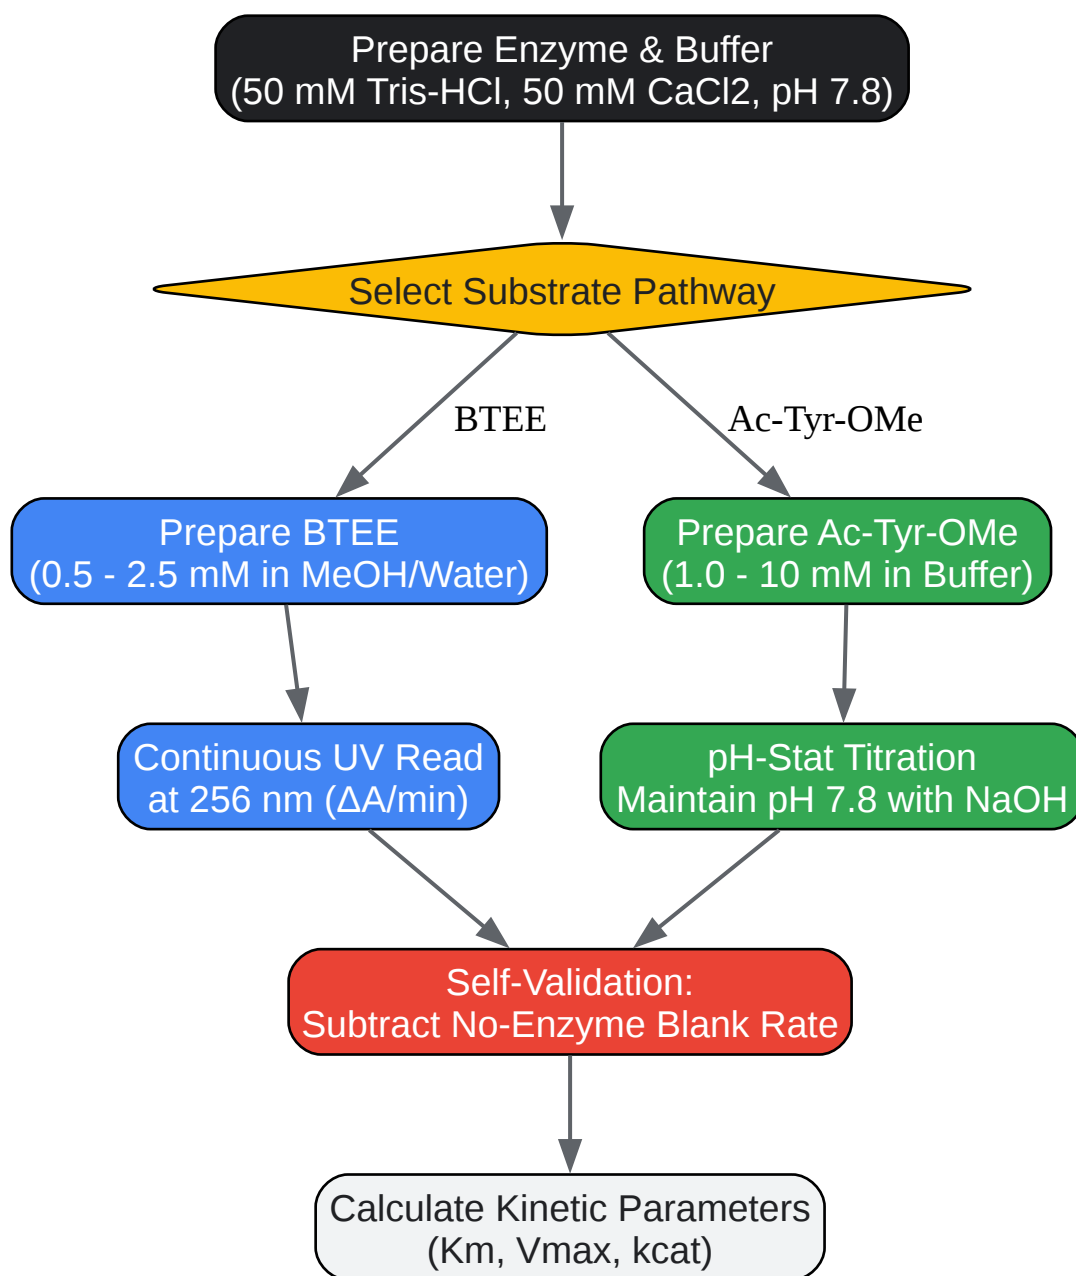 Prepare Enzyme & Buffer
(50 mM Tris-HCl, 50 mM CaCl2, pH 7.8)
Select Substrate Pathway
BTEE
Ac-Tyr-OMe
Prepare BTEE
(0.5 - 2.5 mM in MeOH/Water)
Prepare Ac-Tyr-OMe
(1.0 - 10 mM in Buffer)
Continuous UV Read
at 256 nm (ΔA/min)
pH-Stat Titration
Maintain pH 7.8 with NaOH
Self-Validation:
Subtract No-Enzyme Blank Rate
Calculate Kinetic Parameters
(Km, Vmax, kcat)